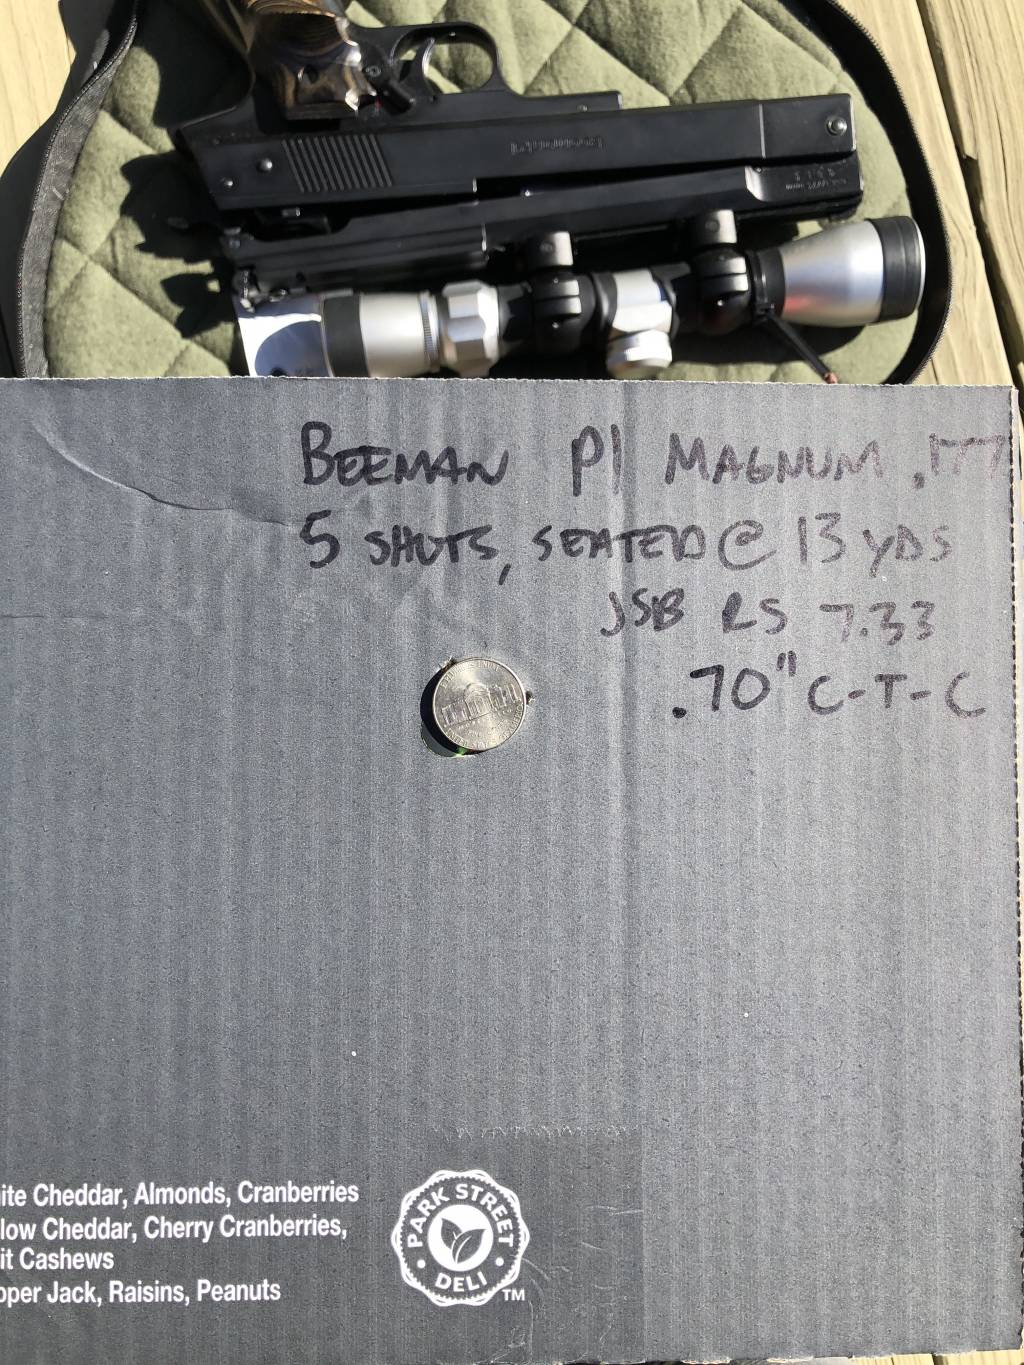 BEEMAN P1 MAGNUM .177
5 SHOTS, SEATED @ 13 YDS
JSB RS 7.33
.70" C-T-C
ite Cheddar, Almonds, Cranberries
low Cheddar, Cherry Cranberries,
it Cashews
pper Jack, Raisins, Peanuts
PARK STREET
DELI
TM